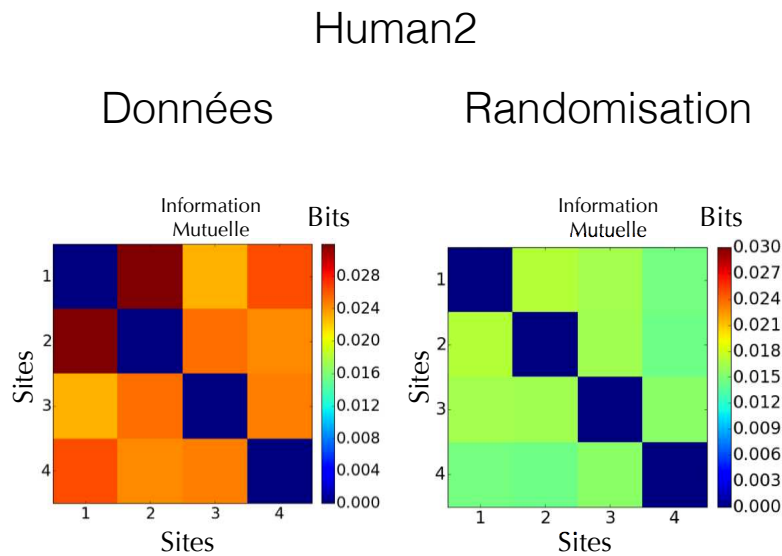 Human2
Données
Randomisation
Information
Mutuelle
Bits
0.028
0.024
0.020
0.016
0.012
0.008
0.004
0.000
1
2
3
4
Sites
1 2 3 4
Sites
Information
Mutuelle
Bits
0.030
0.027
0.024
0.021
0.018
0.015
0.012
0.009
0.006
0.003
0.000
1
2
3
4
Sites
1 2 3 4
Sites